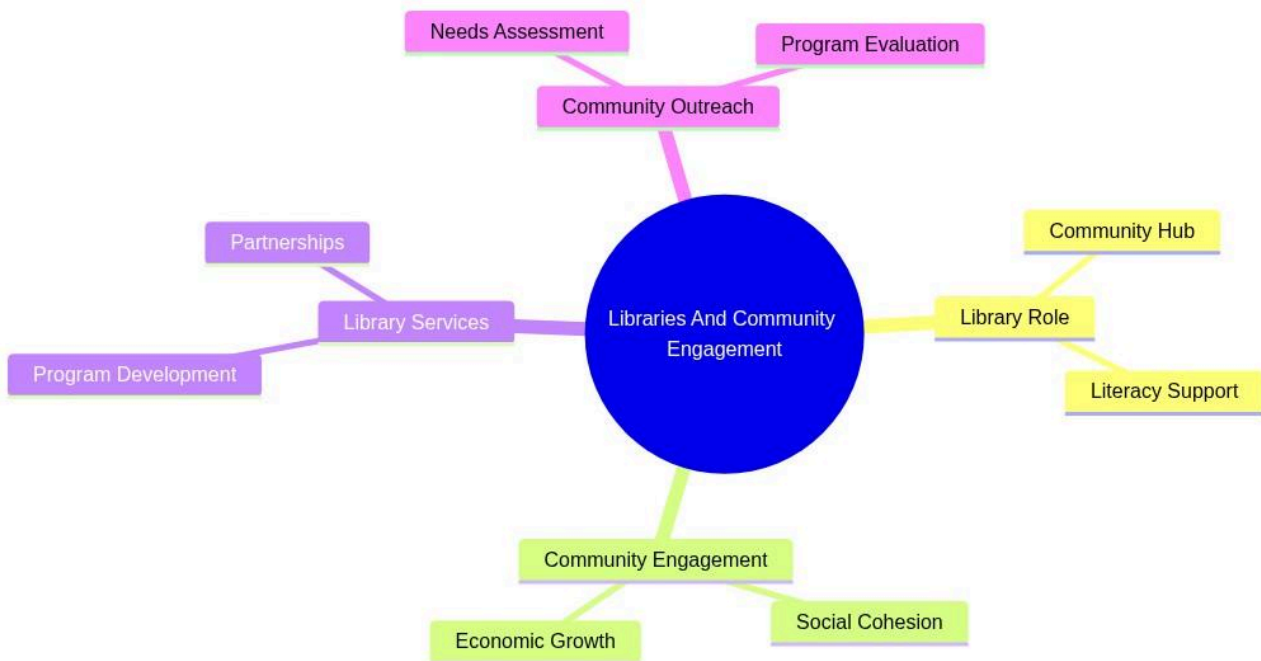 Needs Assessment
Program Evaluation
Community Outreach
Partnerships
Library Services
Program Development
Libraries And Community
Engagement
Community Hub
Library Role
Literacy Support
Community Engagement
Economic Growth
Social Cohesion